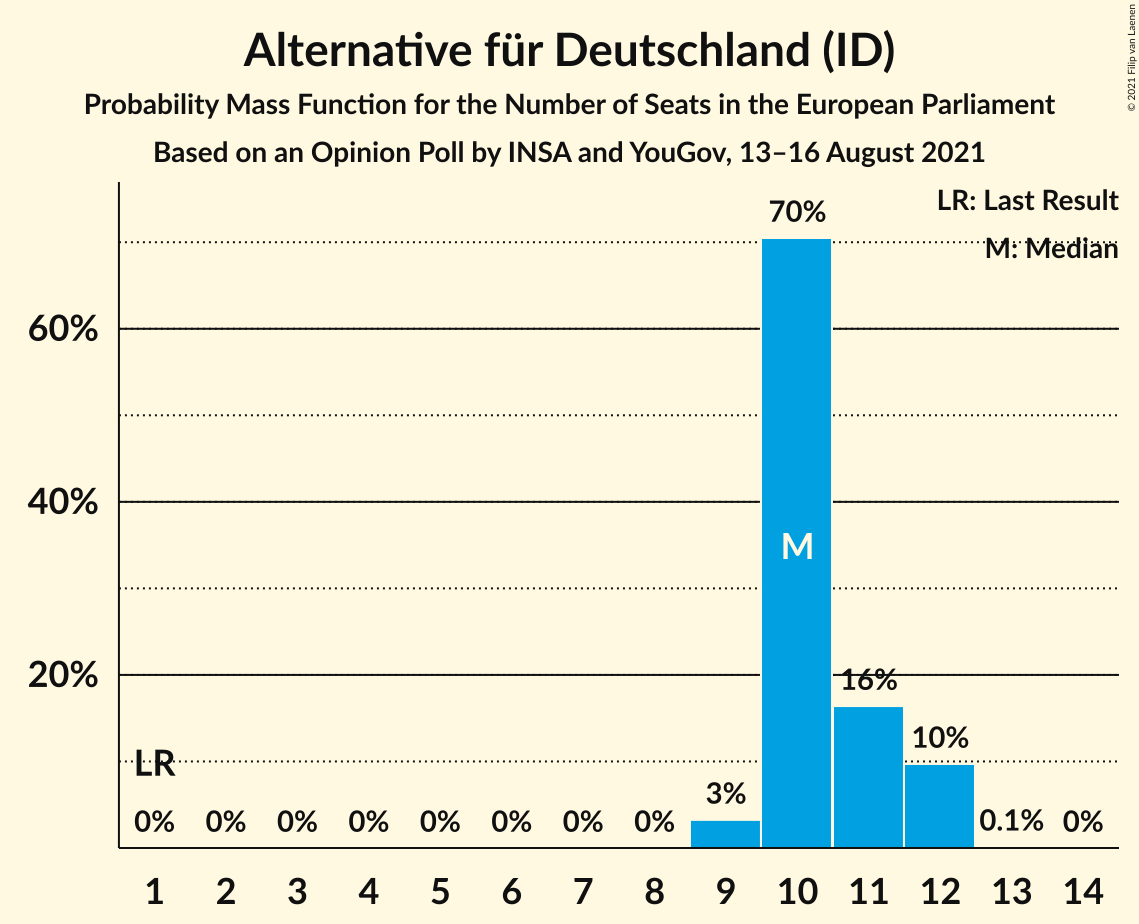 Alternative für Deutschland (ID)
Probability Mass Function for the Number of Seats in the European Parliament
Based on an Opinion Poll by INSA and YouGov, 13–16 August 2021
© 2021 Filip van Laenen
LR: Last Result
M: Median
70%
60%
40%
M
20%
16%
10%
LR
3%
0% 0% 0% 0% 0% 0% 0% 0% 0.1% 0%
1 2 3 4 5 6 7 8 9 10 11 12 13 14